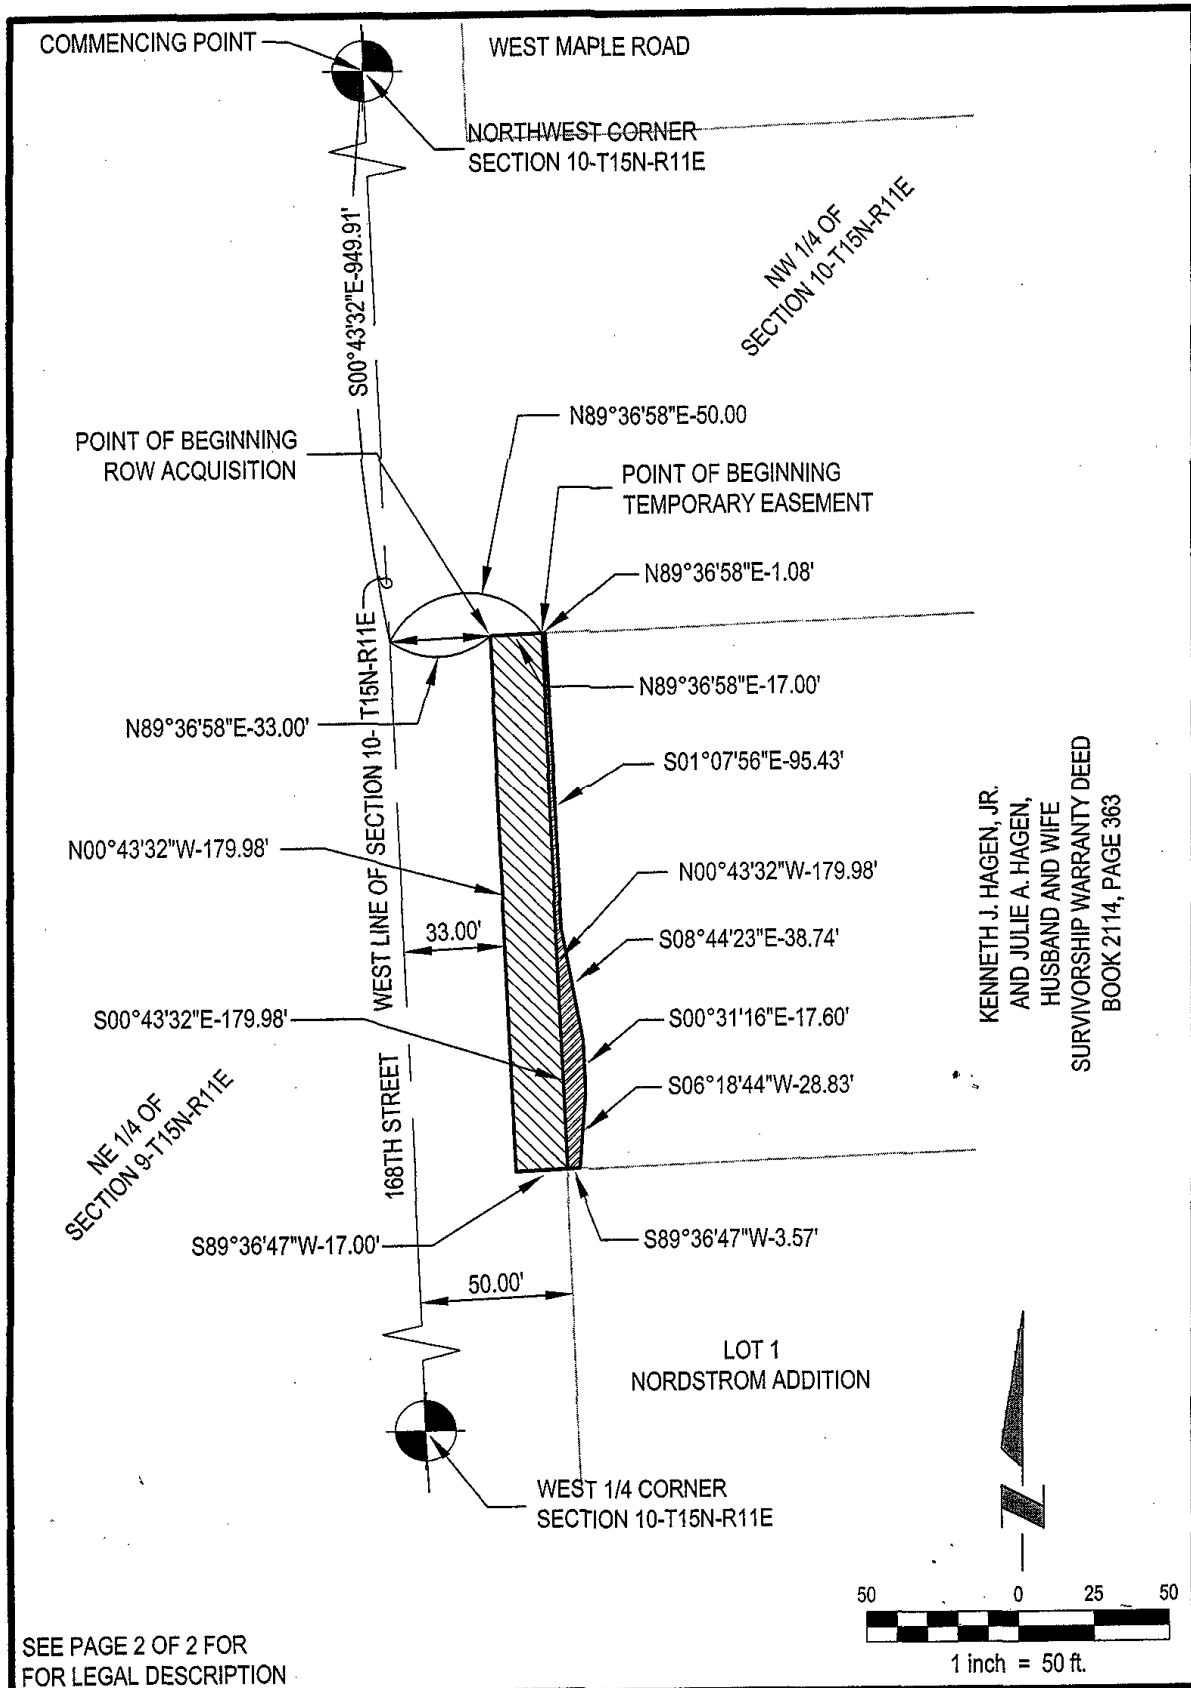 COMMENCING POINT
WEST MAPLE ROAD
NORTHWEST CORNER
SECTION 10-T15N-R11E
S00°43'32"E-949.91'
NW 1/4 OF
SECTION 10-T15N-R11E
N89°36'58"E-50.00
POINT OF BEGINNING
ROW ACQUISITION
POINT OF BEGINNING
TEMPORARY EASEMENT
N89°36'58"E-1.08'
N89°36'58"E-17.00'
N89°36'58"E-33.00'
WEST LINE OF SECTION 10- T15N-R11E
S01°07'56"E-95.43'
N00°43'32"W-179.98'
N00°43'32"W-179.98'
33.00'
S08°44'23"E-38.74'
S00°43'32"E-179.98'
S00°31'16"E-17.60'
S06°18'44"W-28.83'
KENNETH J. HAGEN, JR.
AND JULIE A. HAGEN,
HUSBAND AND WIFE
SURVIVORSHIP WARRANTY DEED
BOOK 2114, PAGE 363
NE 1/4 OF
SECTION 9-T15N-R11E
168TH STREET
S89°36'47"W-17.00'
S89°36'47"W-3.57'
50.00'
LOT 1
NORDSTROM ADDITION
WEST 1/4 CORNER
SECTION 10-T15N-R11E
N
50 0 25 50
1 inch = 50 ft.
SEE PAGE 2 OF 2 FOR
FOR LEGAL DESCRIPTION